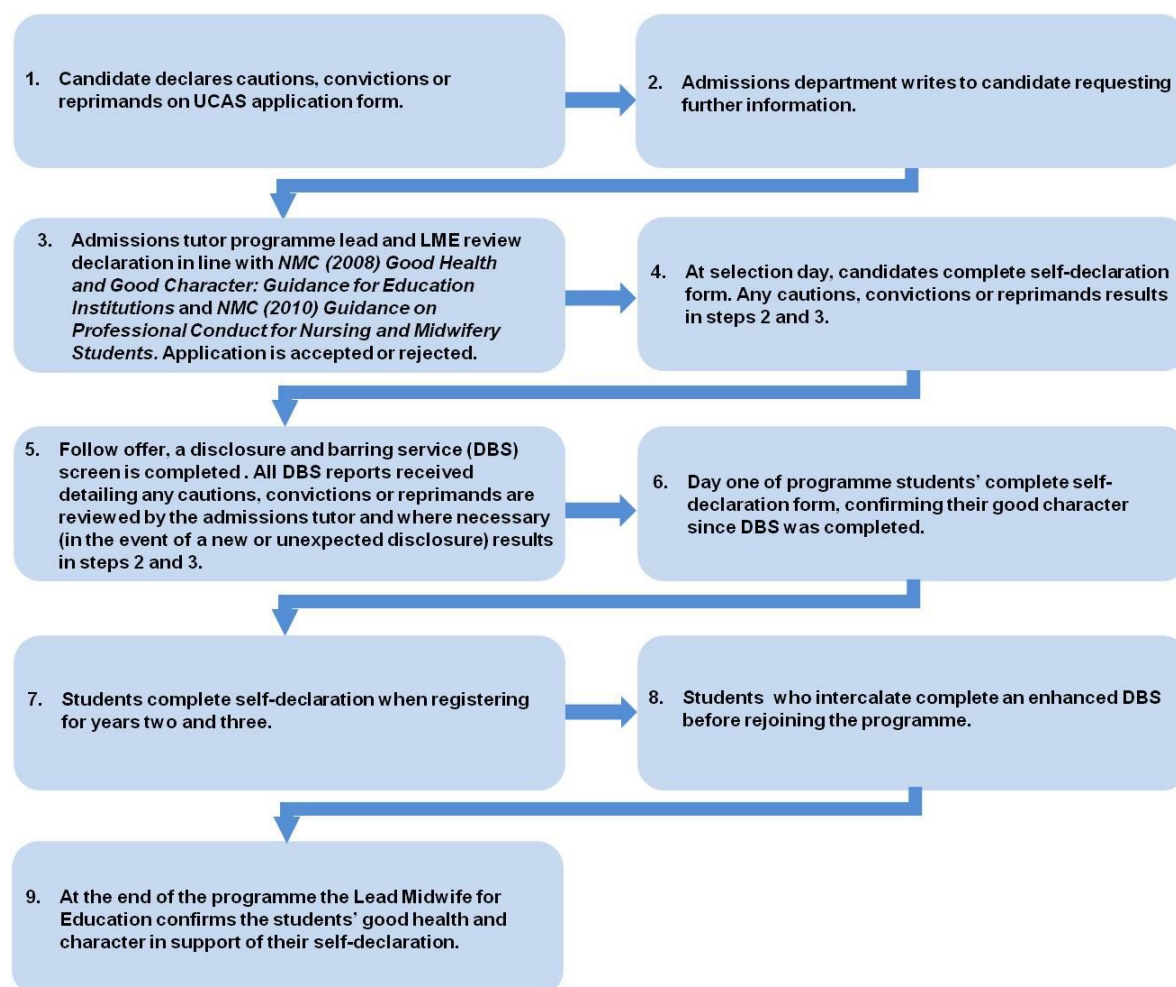 1. Candidate declares cautions, convictions or
reprimands on UCAS application form.
2. Admissions department writes to candidate requesting
further information.
3. Admissions tutor programme lead and LME review
declaration in line with NMC (2008) Good Health
and Good Character: Guidance for Education
Institutions and NMC (2010) Guidance on
Professional Conduct for Nursing and Midwifery
Students. Application is accepted or rejected.
4. At selection day, candidates complete self-declaration
form. Any cautions, convictions or reprimands results
in steps 2 and 3.
5. Follow offer, a disclosure and barring service (DBS)
screen is completed . All DBS reports received
detailing any cautions, convictions or reprimands are
reviewed by the admissions tutor and where necessary
(in the event of a new or unexpected disclosure) results
in steps 2 and 3.
6. Day one of programme students’ complete self-
declaration form, confirming their good character
since DBS was completed.
7. Students complete self-declaration when registering
for years two and three.
8. Students who intercalate complete an enhanced DBS
before rejoining the programme.
9. At the end of the programme the Lead Midwife for
Education confirms the students’ good health and
character in support of their self-declaration.